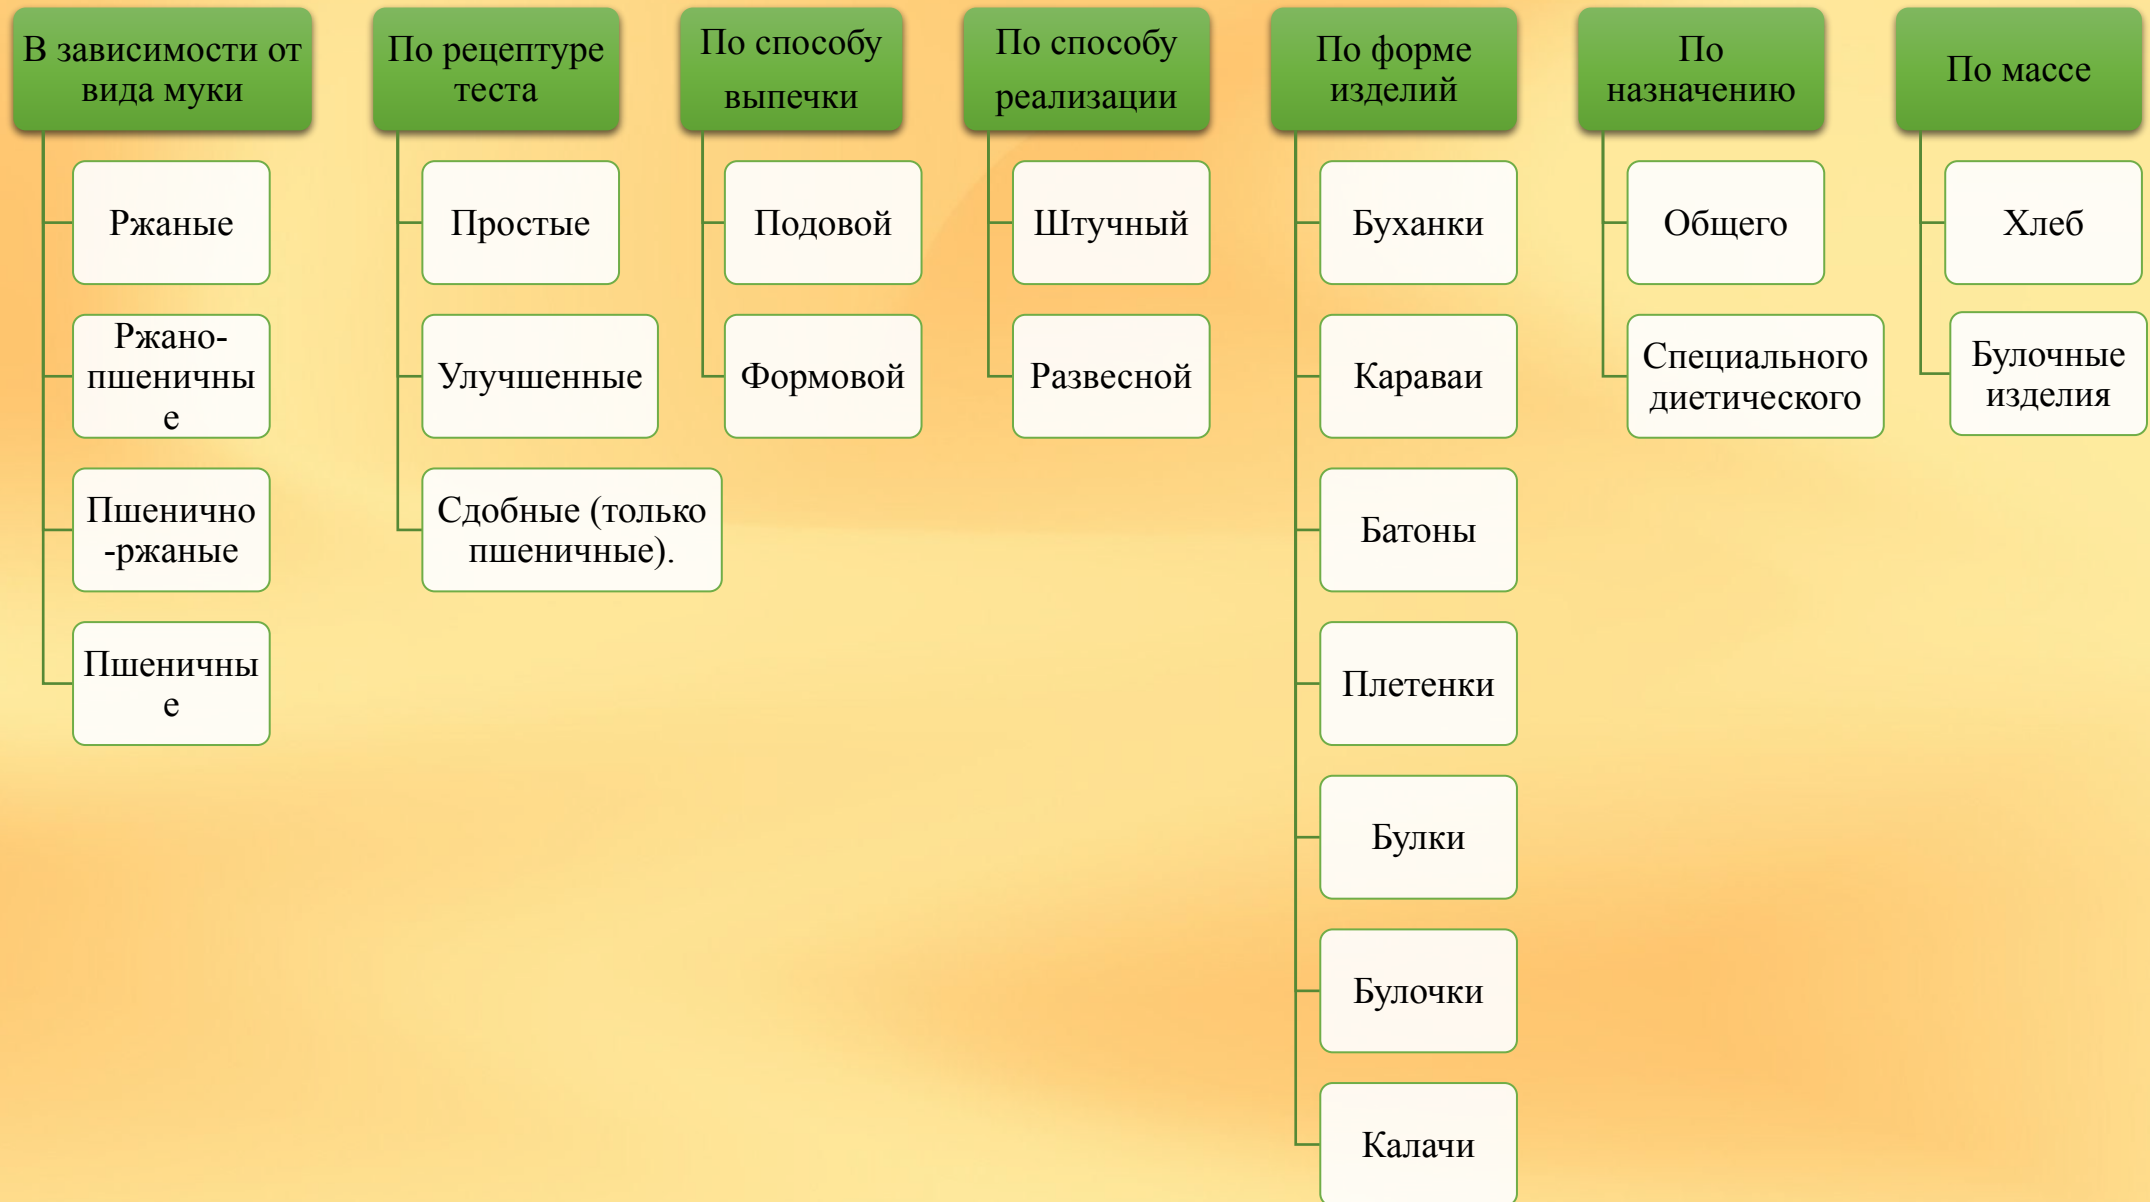 В зависимости от
вида муки
Ржаные
Ржано-
пшеничны
е
Пшенично
-ржаные
Пшеничны
е
По рецептуре
теста
Простые
Улучшенные
Сдобные (только
пшеничные).
По способу
выпечки
Подовой
Формовой
По способу
реализации
Штучный
Развесной
По форме
изделий
Буханки
Караваи
Батоны
Плетенки
Булки
Булочки
Калачи
По
назначению
Общего
Специального
диетического
По массе
Хлеб
Булочные
изделия